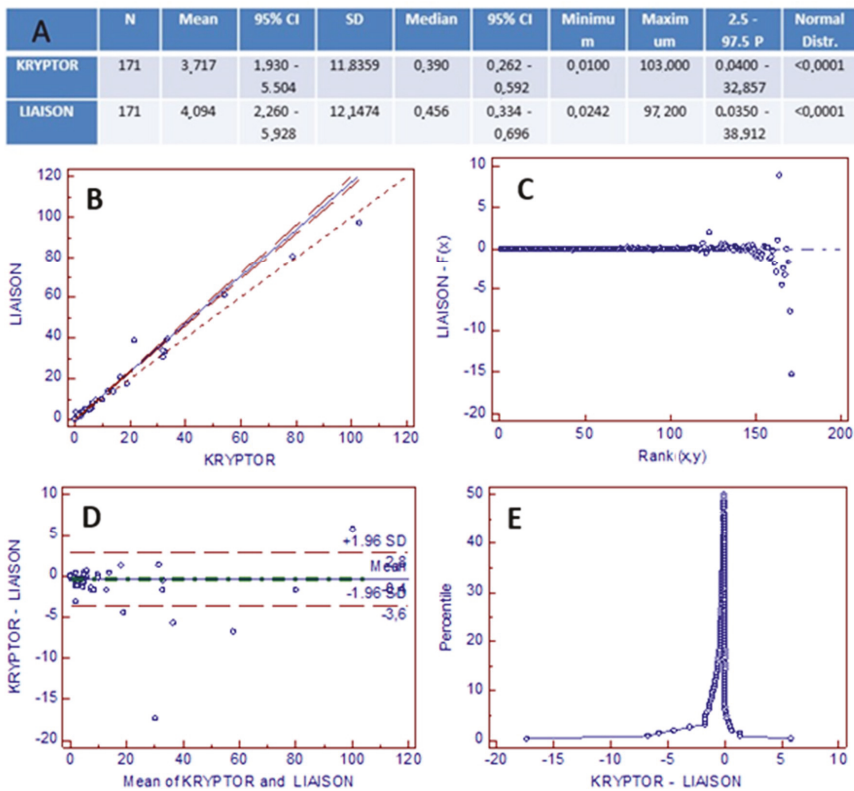 A N Mean 95% CI SD Median 95% CI Minimu Maxim 2.5 - Normal
m um 97.5 P Distr.
KRYPTOR 171 3,717 1,930 - 11,8359 0,390 0,262 - 0,0100 103,000 0,0400 - <0,0001
5,504 0,592 32,857
LIAISON 171 4,094 2,260 - 12,1474 0,456 0,334 - 0,0242 97,200 0,0350 - <0,0001
5,928 0,696 38,912
B
120
100
80
60
40
20
0
LIAISON
0 20 40 60 80 100 120
KRYPTOR
C
10
5
0
-5
-10
-15
-20
LIAISON - F(x)
0 50 100 150 200
Rank (x,y)
D
10
5
0
-5
-10
-15
-20
KRYPTOR - LIAISON
+1.96 SD
2,8
Mean
-1.96 SD
-3,6
0 20 40 60 80 100 120
Mean of KRYPTOR and LIAISON
E
50
40
30
20
10
0
Percentile
-20 -15 -10 -5 0 5 10
KRYPTOR - LIAISON